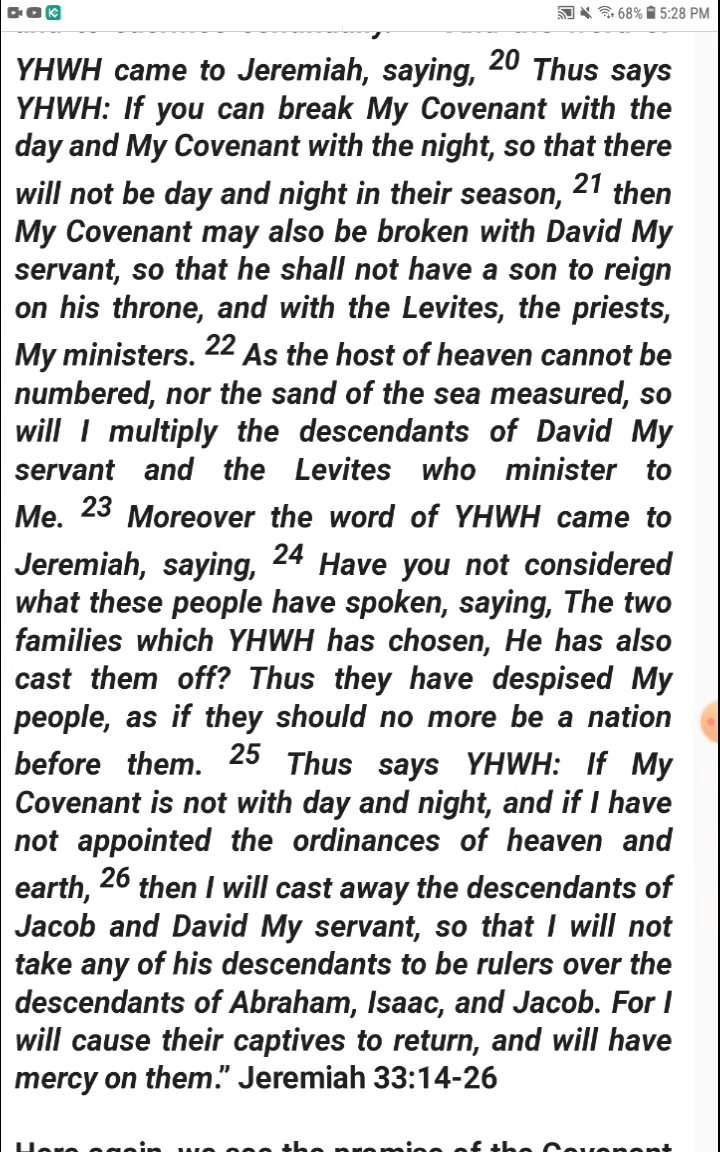 68% 5:28 PM
YHWH came to Jeremiah, saying, 20 Thus says
YHWH: If you can break My Covenant with the
day and My Covenant with the night, so that there
will not be day and night in their season, 21 then
My Covenant may also be broken with David My
servant, so that he shall not have a son to reign
on his throne, and with the Levites, the priests,
My ministers. 22 As the host of heaven cannot be
numbered, nor the sand of the sea measured, so
will I multiply the descendants of David My
servant and the Levites who minister to
Me. 23 Moreover the word of YHWH came to
Jeremiah, saying, 24 Have you not considered
what these people have spoken, saying, The two
families which YHWH has chosen, He has also
cast them off? Thus they have despised My
people, as if they should no more be a nation
before them. 25 Thus says YHWH: If My
Covenant is not with day and night, and if I have
not appointed the ordinances of heaven and
earth, 26 then I will cast away the descendants of
Jacob and David My servant, so that I will not
take any of his descendants to be rulers over the
descendants of Abraham, Isaac, and Jacob. For I
will cause their captives to return, and will have
mercy on them.” Jeremiah 33:14-26
Here again, we see the promise of the Covenant